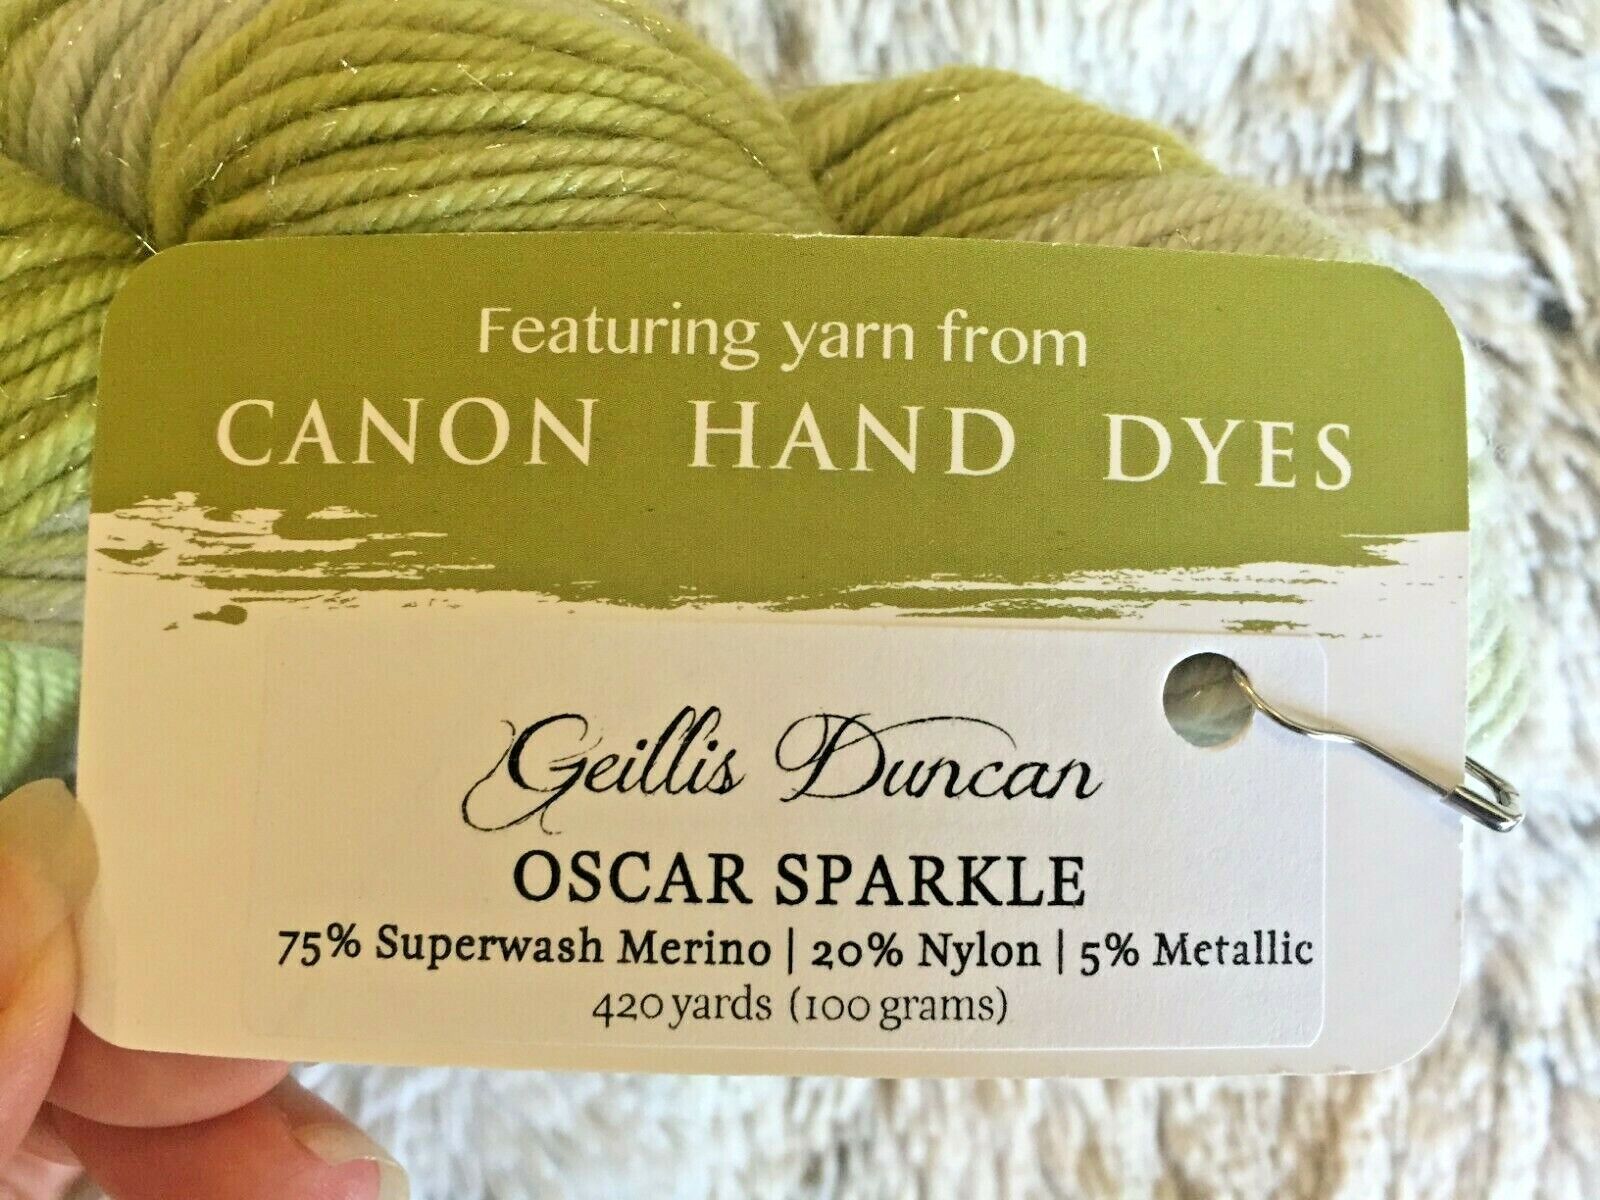 Featuring yarn from
CANON HAND DYES
Geillis Duncan
OSCAR SPARKLE
75% Superwash Merino | 20% Nylon | 5% Metallic
420 yards (100 grams)